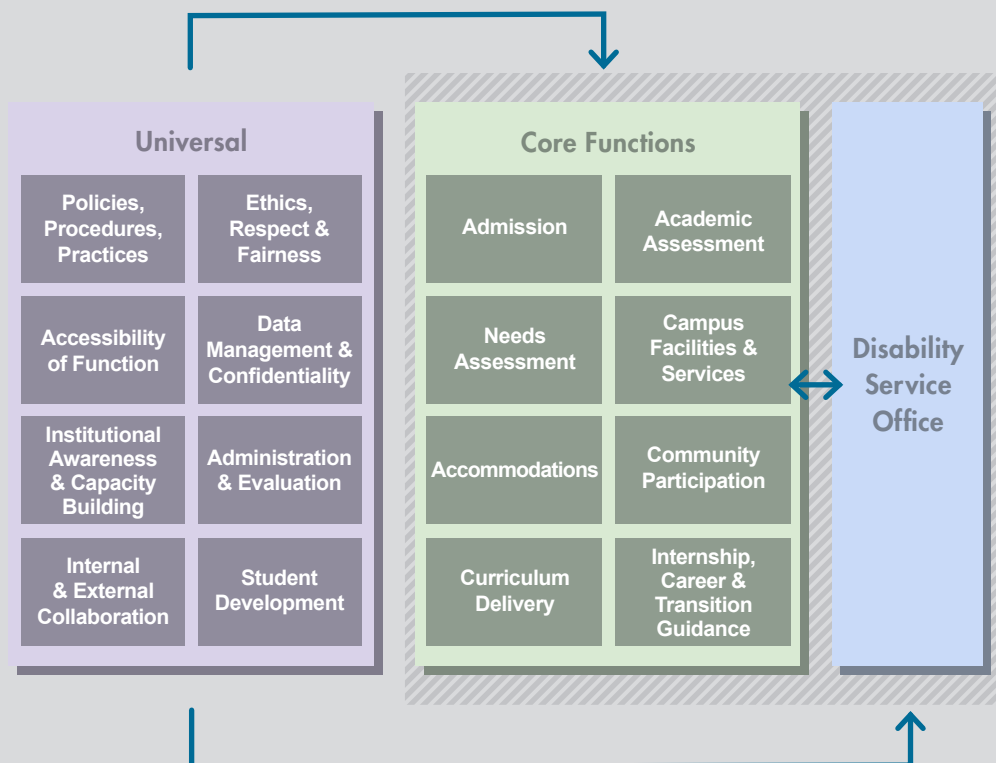 Universal
Policies,
Procedures,
Practices
Ethics,
Respect &
Fairness
Accessibility
of Function
Data
Management &
Confidentiality
Institutional
Awareness
& Capacity
Building
Administration
& Evaluation
Internal
& External
Collaboration
Student
Development
Core Functions
Admission
Academic
Assessment
Needs
Assessment
Campus
Facilities &
Services
Accommodations
Community
Participation
Curriculum
Delivery
Internship,
Career &
Transition
Guidance
Disability
Service
Office